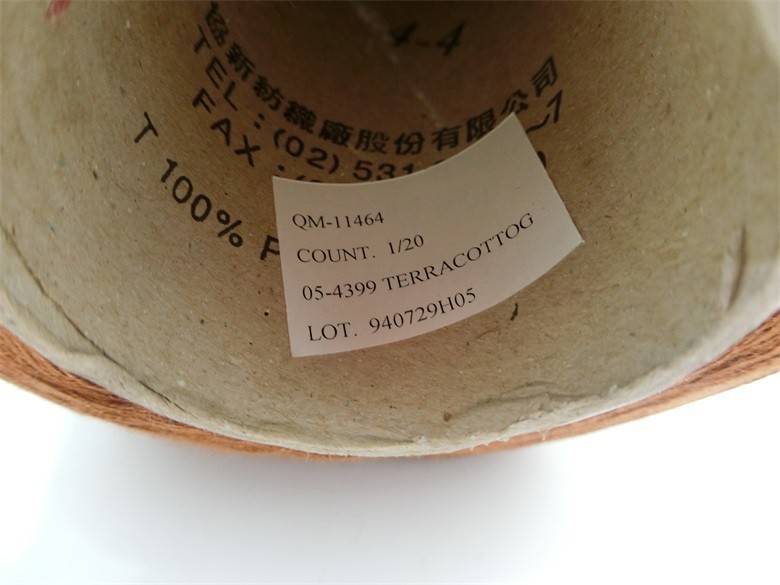 4-4
協新紡織廠股份有限公司
TEL：(02) 531 ~7
FAX：(
T 100%
QM-11464
COUNT. 1/20
05-4399 TERRACOTTOG
LOT. 940729H05